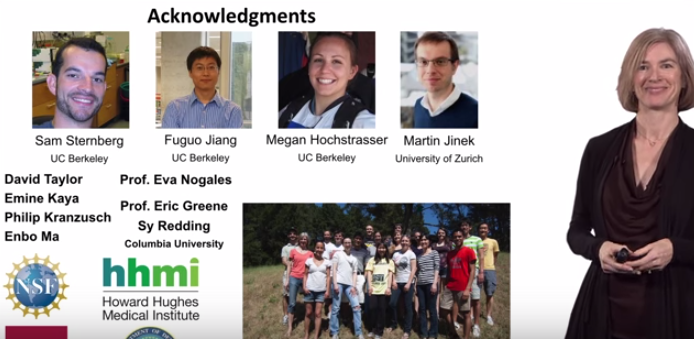 Acknowledgments
Sam Sternberg
UC Berkeley
Fuguo Jiang
UC Berkeley
Megan Hochstrasser
UC Berkeley
Martin Jinek
University of Zurich
David Taylor
Emine Kaya
Philip Kranzusch
Enbo Ma
Prof. Eva Nogales
Prof. Eric Greene
Sy Redding
Columbia University
NSF
hhmi
Howard Hughes
Medical Institute